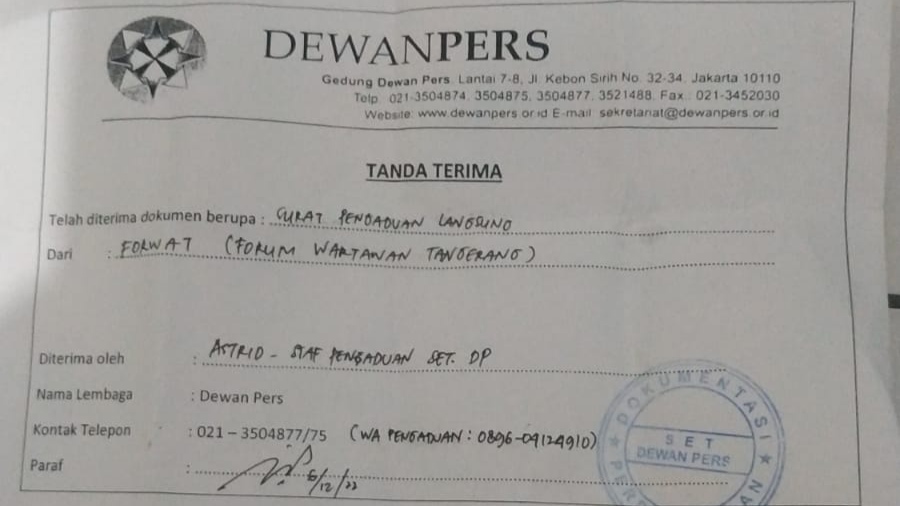 DEWANPERS
Gedung Dewan Pers. Lantai 7-8, Jl. Kebon Sirih No. 32-34, Jakarta 10110
Telp. 021-3504874, 3504875, 3504877, 3521488, Fax.: 021-3452030
Website: www.dewanpers.or.id E-mail: sekretariat@dewanpers.or.id
TANDA TERIMA
Telah diterima dokumen berupa : SURAT PENGADUAN LANGSUNG
Dari : FORWAT (FORUM WARTAWAN TANGERANG)
Diterima oleh : ASTRID - STAF PENGADUAN SET. DP
Nama Lembaga : Dewan Pers
Kontak Telepon : 021 – 3504877/75 (WA PENGADUAN : 0896-04124910)
Paraf : 6/12/22
DOKUMENTASI
SET
DEWAN PERS